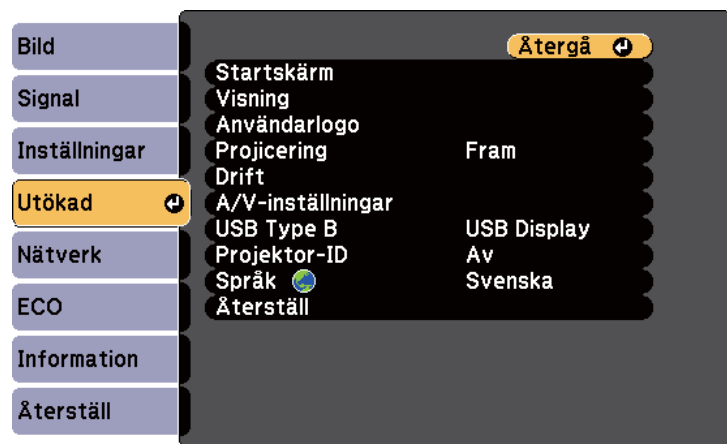 Bild
Signal
Inställningar
Utökad
Nätverk
ECO
Information
Återställ
Återgå
Startskärm
Visning
Användarlogo
Projicering Fram
Drift
A/V-inställningar
USB Type B USB Display
Projektor-ID Av
Språk Svenska
Återställ